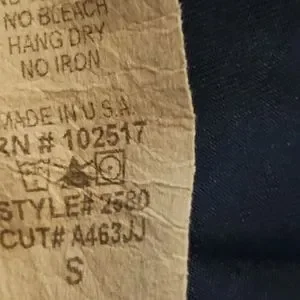 NO BLEACH
HANG DRY
NO IRON
MADE IN U.S.A.
RN # 102517
STYLE# 2580
CUT# A463JJ
S